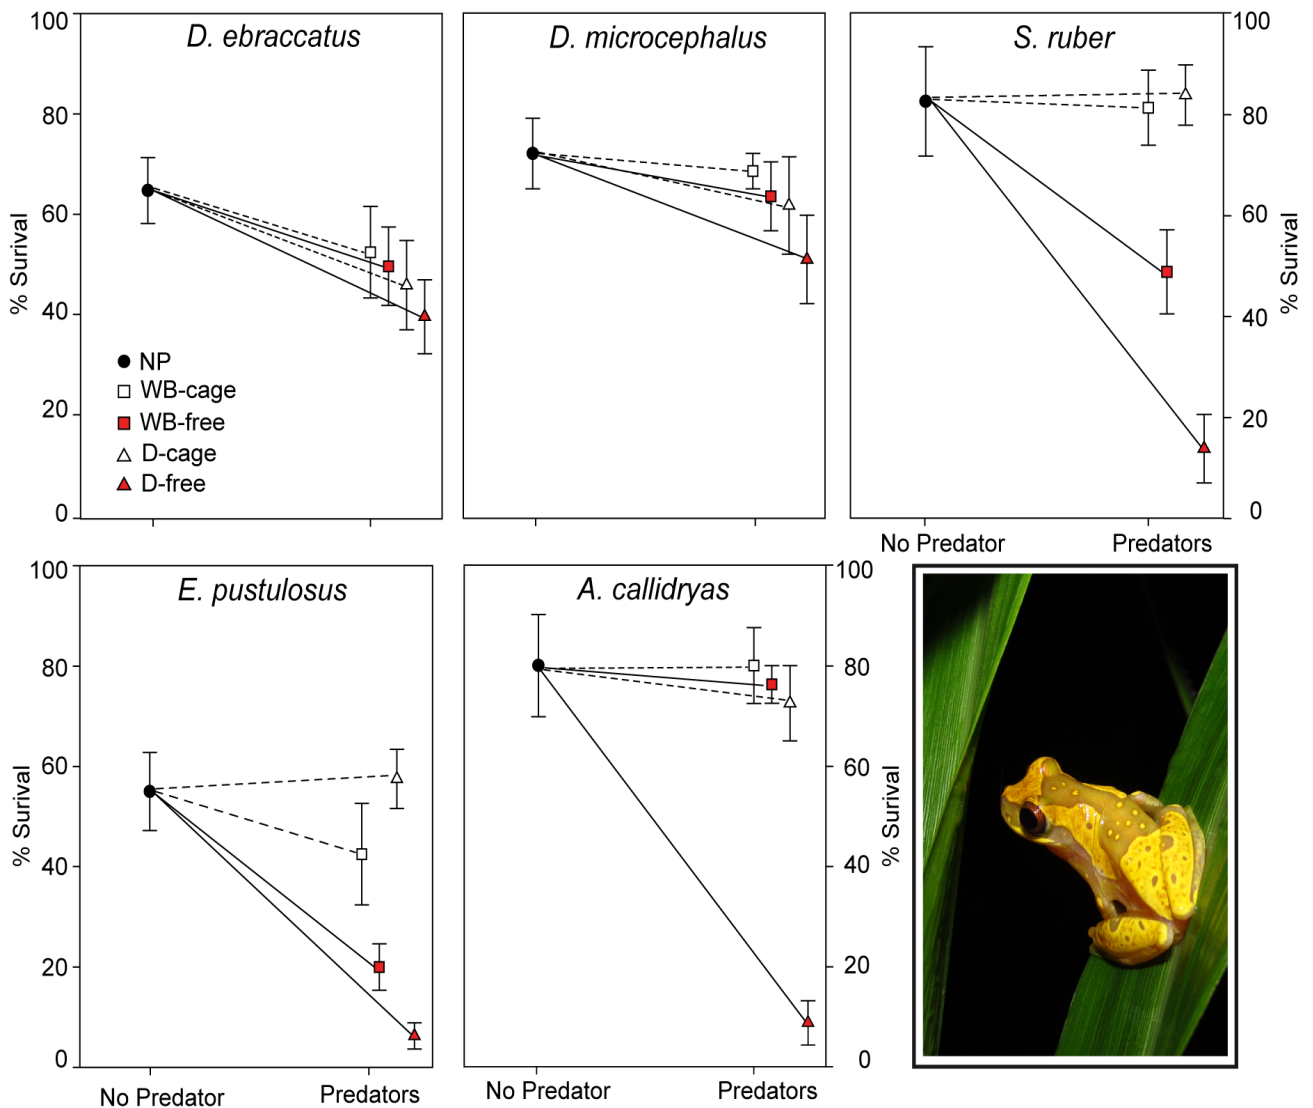 D. ebraccatus
D. microcephalus
S. ruber
100
80
60
40
20
0
% Surival
NP
WB-cage
WB-free
D-cage
D-free
100
80
60
40
20
0
% Surival
No Predator
Predators
E. pustulosus
A. callidryas
100
80
60
40
20
0
% Survival
No Predator
Predators
100
80
60
40
20
0
% Survival
No Predator
Predators